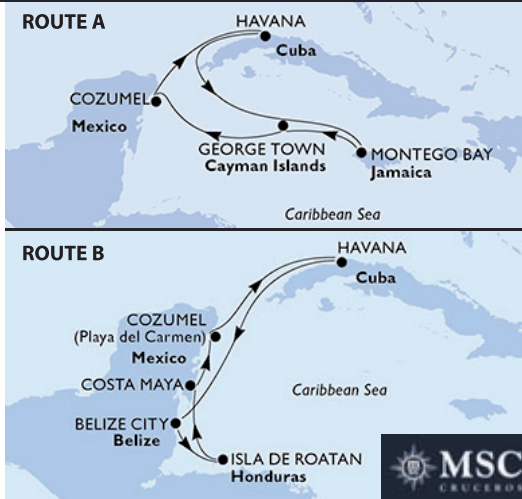 ROUTE A
HAVANA
Cuba
COZUMEL
Mexico
GEORGE TOWN
Cayman Islands
MONTEGO BAY
Jamaica
Caribbean Sea
ROUTE B
HAVANA
Cuba
COZUMEL
(Playa del Carmen)
Mexico
COSTA MAYA
Caribbean Sea
BELIZE CITY
Belize
ISLA DE ROATAN
Honduras
MSC
CRUCEROS